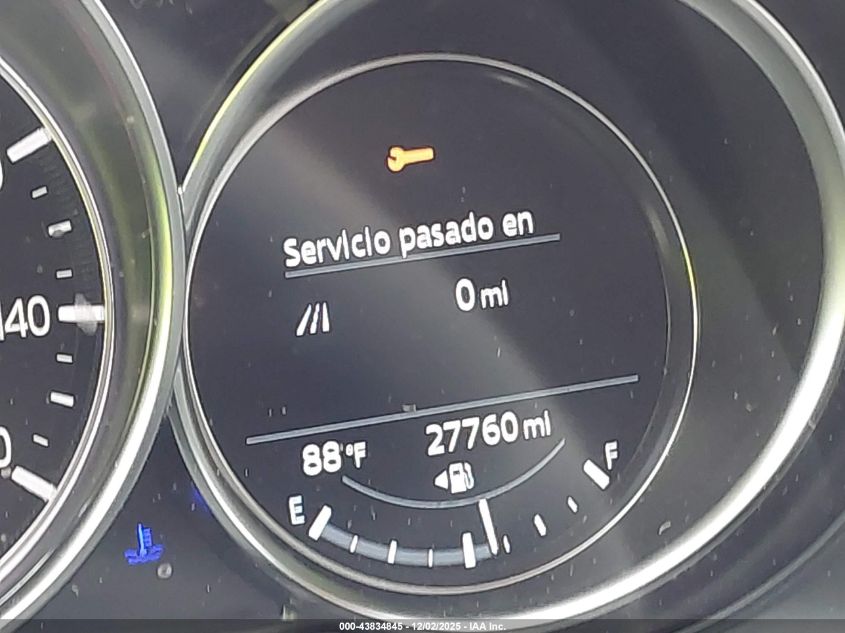 Servicio pasado en
0 mi
140
88°F
27760 mi
E
F
000-43834845 - 12/02/2025 - IAA Inc.